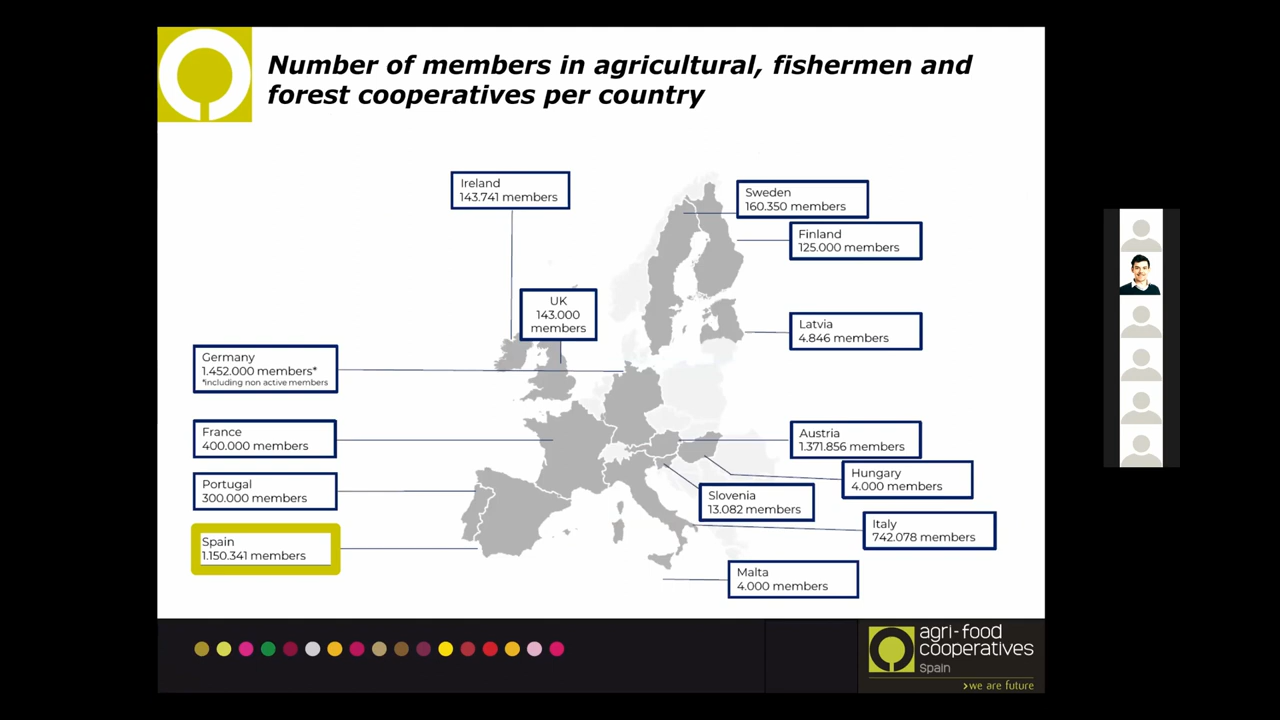 Number of members in agricultural, fishermen and
forest cooperatives per country
Ireland
143.741 members
Sweden
160.350 members
Finland
125.000 members
UK
143.000
members
Latvia
4.846 members
Germany
1.452.000 members*
*including non active members
France
400.000 members
Austria
1.371.856 members
Hungary
4.000 members
Portugal
300.000 members
Slovenia
13.082 members
Italy
742.078 members
Spain
1.150.341 members
Malta
4.000 members
agri-food
cooperatives
Spain
>we are future